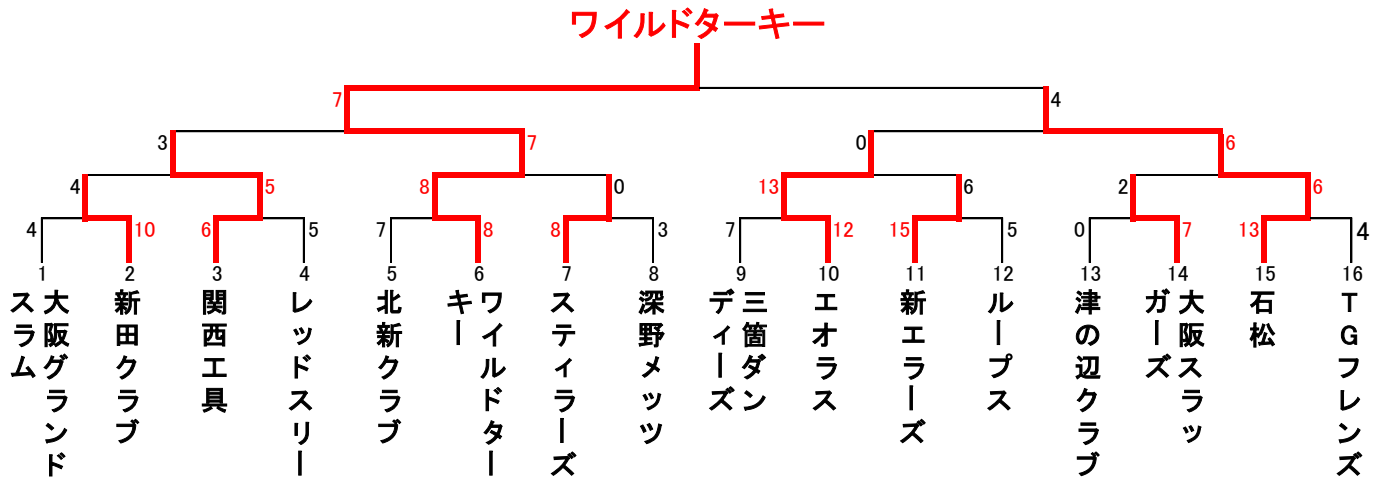 ワイルドターキー
7 4
3 7 0 6
4 5 8 0 13 6 2 6
4 10 6 5 7 8 8 3 7 12 15 5 0 7 13 4
1 2 3 4 5 6 7 8 9 10 11 12 13 14 15 16
大阪グランド
スラム
新田クラブ
関西工具
レッドスリー
北新クラブ
ワイルドター
キー
スティラーズ
深野メッツ
三箇ダン
ディーズ
エオラス
新エラーズ
ループス
津の辺クラブ
大阪スラッ
ガーズ
石松
TGフレンズ